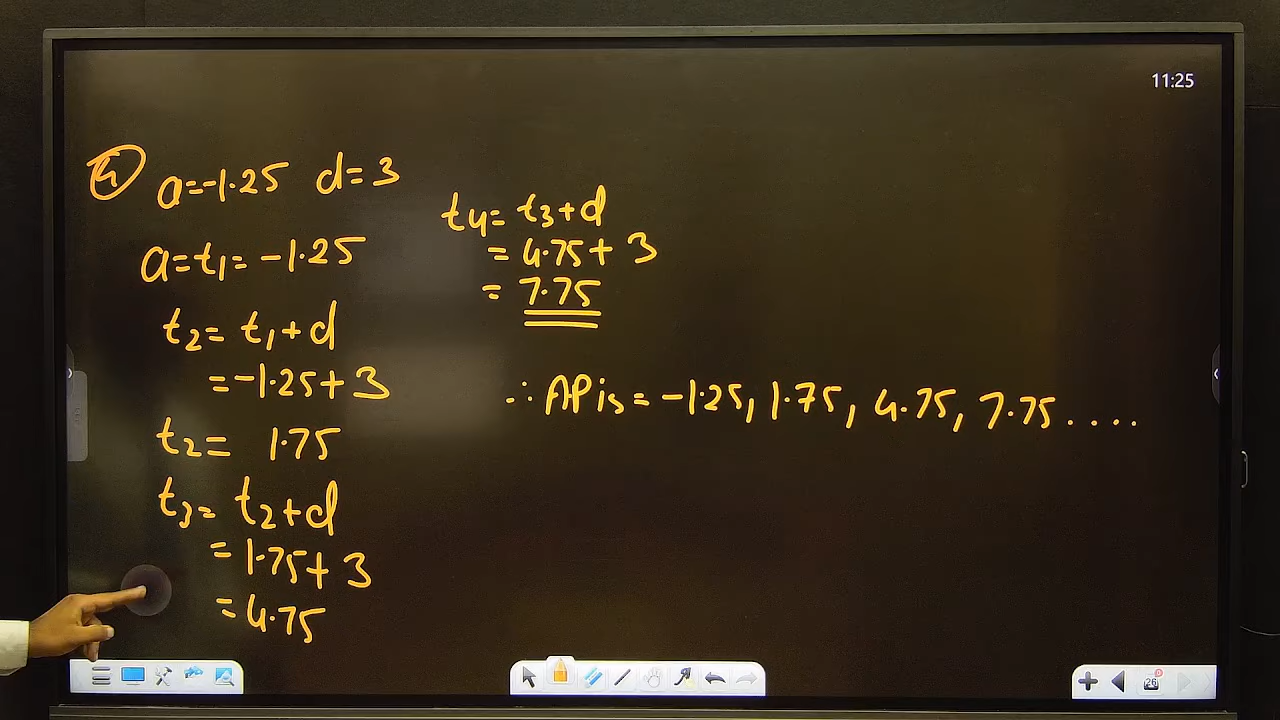 11:25
④ a=-1.25 d=3
a=t₁=-1.25
t₂= t₁+d
=-1.25+3
t₂= 1.75
t₃= t₂+d
=1.75+3
=4.75
t₄= t₃+d
= 4.75+3
= 7.75
∴ AP is = -1.25, 1.75, 4.75, 7.75 ....
26